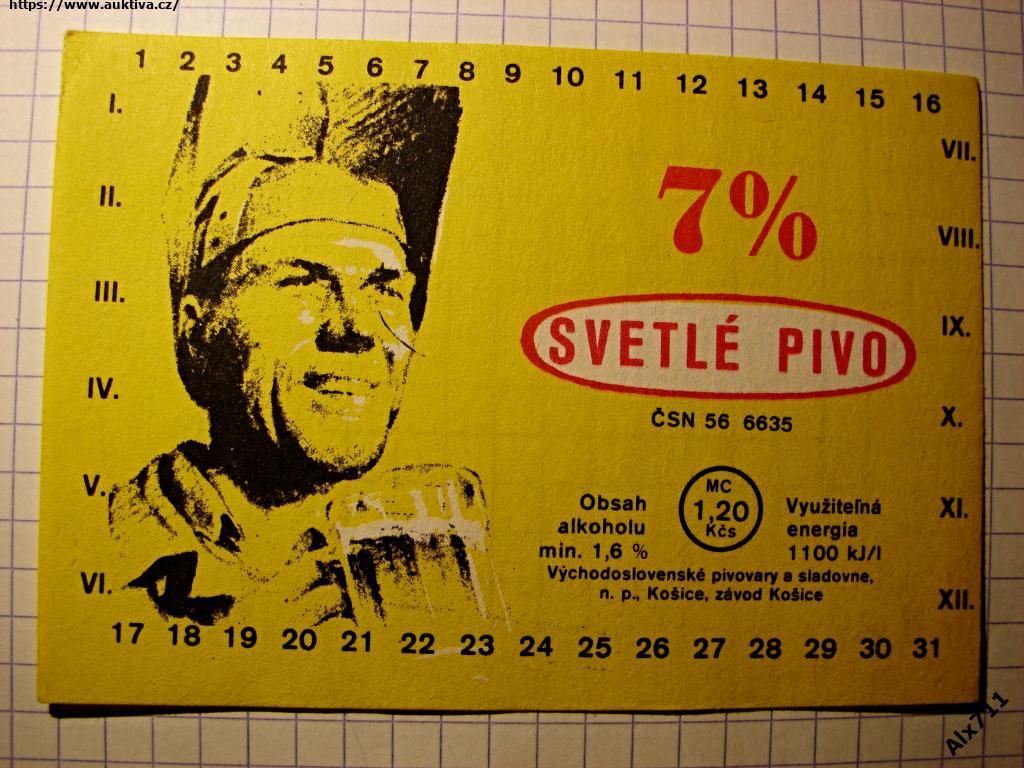 https://www.auktiva.cz/
1 2 3 4 5 6 7 8 9 10 11 12 13 14 15 16
I.
II.
III.
IV.
V.
VI.
VII.
VIII.
IX.
X.
XI.
XII.
7%
SVETLÉ PIVO
ČSN 56 6635
Obsah
alkoholu
min. 1,6 %
MC
1,20
Kčs
Využiteľná
energia
1100 kJ/l
Východoslovenské pivovary a sladovne,
n. p., Košice, závod Košice
17 18 19 20 21 22 23 24 25 26 27 28 29 30 31
Alx711